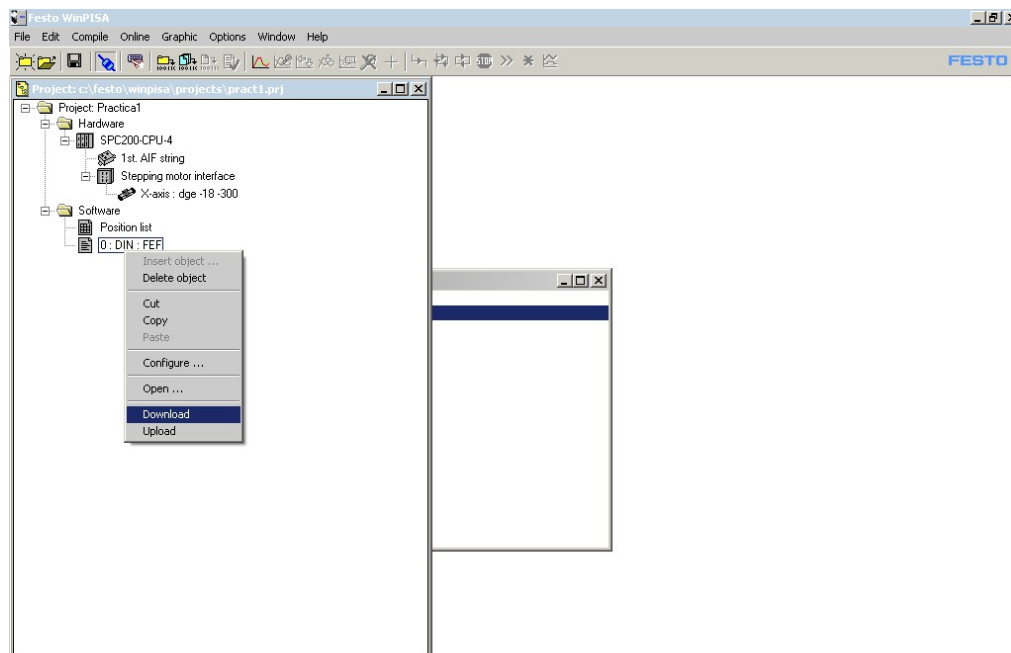 Festo WinPISA
File Edit Compile Online Graphic Options Window Help
FESTO
Project: c:\festo\winpisa\projects\pract1.prj
Project: Practica1
Hardware
SPC200-CPU-4
1st. AIF string
Stepping motor interface
X-axis : dge -18 -300
Software
Position list
0 : DIN : FEF
Insert object ...
Delete object
Cut
Copy
Paste
Configure ...
Open ...
Download
Upload